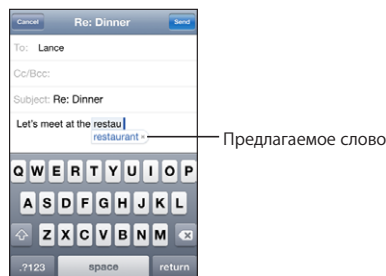 Cancel Re: Dinner Send
To: Lance
Cc/Bcc:
Subject: Re: Dinner
Let's meet at the restau
restaurant ×
Предлагаемое слово
Q W E R T Y U I O P
A S D F G H J K L
Z X C V B N M
.?123 space return